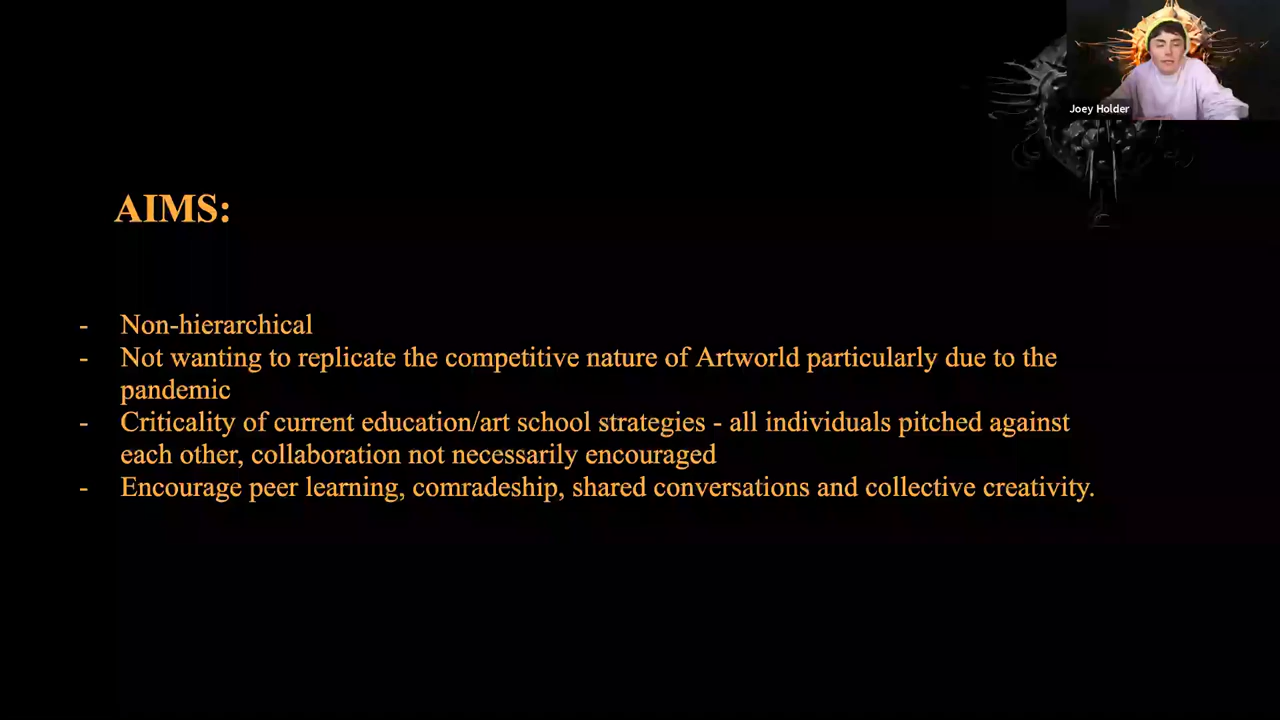 Joey Holder
AIMS:
- Non-hierarchical
- Not wanting to replicate the competitive nature of Artworld particularly due to the
pandemic
- Criticality of current education/art school strategies - all individuals pitched against
each other, collaboration not necessarily encouraged
- Encourage peer learning, comradeship, shared conversations and collective creativity.